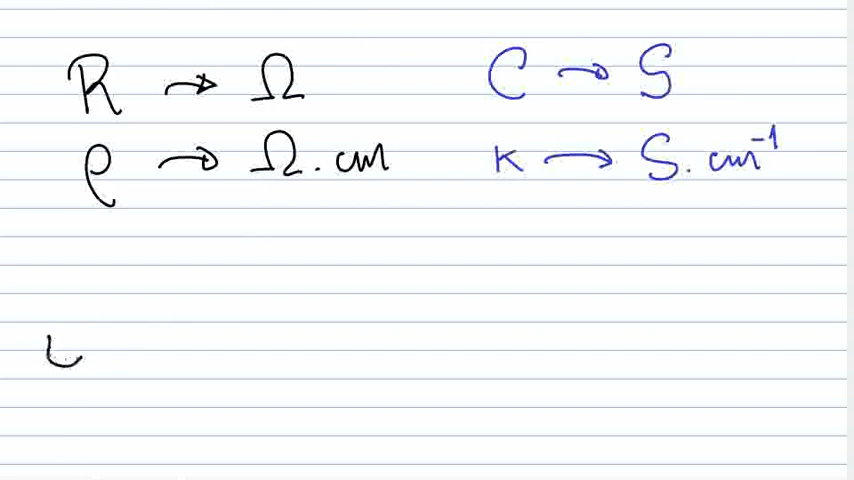 R → Ω C → S
ρ → Ω . cm κ → S . cm⁻¹